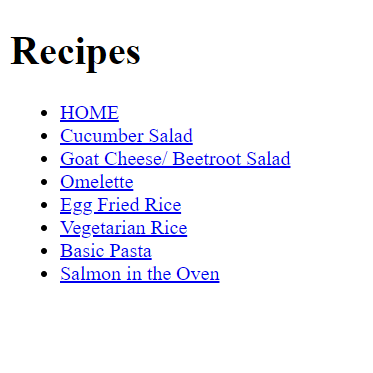 Recipes
HOME
Cucumber Salad
Goat Cheese/ Beetroot Salad
Omelette
Egg Fried Rice
Vegetarian Rice
Basic Pasta
Salmon in the Oven